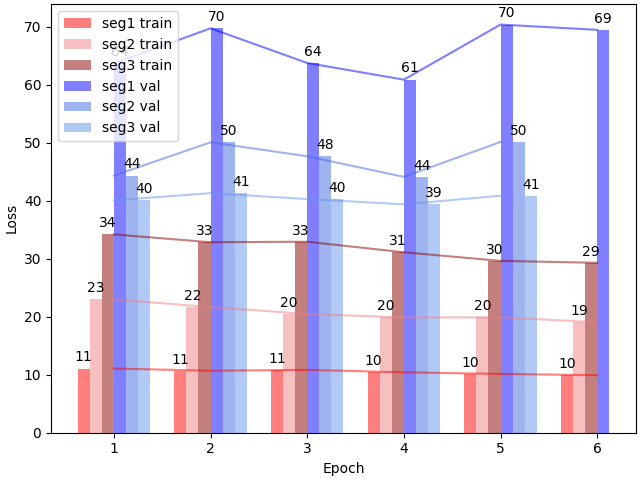 seg1 train
seg2 train
seg3 train
seg1 val
seg2 val
seg3 val
Loss
70
60
50
40
30
20
10
0
11 23 34 44 40
11 22 33 70 50 41
11 20 33 64 48 40
10 20 31 61 44 39
10 20 30 70 50 41
10 19 29 69
1 2 3 4 5 6
Epoch